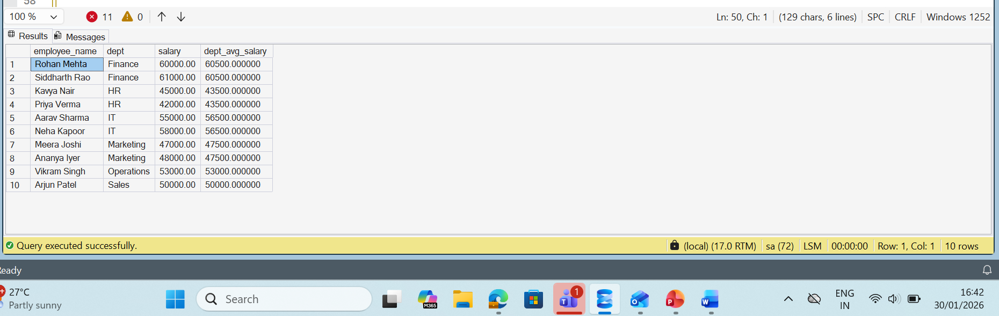 58
100 % 11 0 Ln: 50, Ch: 1 (129 chars, 6 lines) SPC CRLF Windows 1252
Results Messages
employee_name dept salary dept_avg_salary
1 Rohan Mehta Finance 60000.00 60500.000000
2 Siddharth Rao Finance 61000.00 60500.000000
3 Kavya Nair HR 45000.00 43500.000000
4 Priya Verma HR 42000.00 43500.000000
5 Aarav Sharma IT 55000.00 56500.000000
6 Neha Kapoor IT 58000.00 56500.000000
7 Meera Joshi Marketing 47000.00 47500.000000
8 Ananya Iyer Marketing 48000.00 47500.000000
9 Vikram Singh Operations 53000.00 53000.000000
10 Arjun Patel Sales 50000.00 50000.000000
Query executed successfully. (local) (17.0 RTM) sa (72) LSM 00:00:00 Row: 1, Col: 1 10 rows
Ready
27°C
Partly sunny
Search
M365
T 1
O
P
W
ENG
IN
16:42
30/01/2026